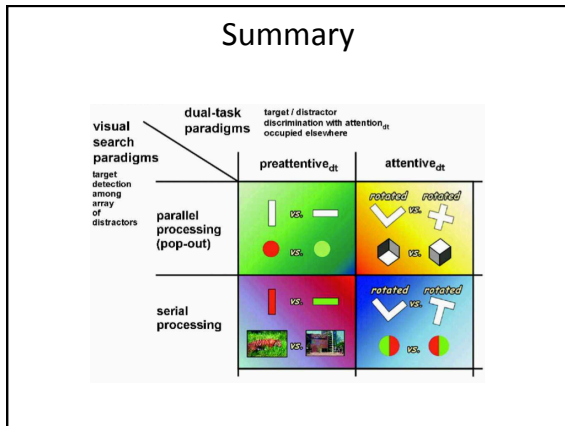 Summary
dual-task
paradigms
target / distractor
discrimination with attention dt
occupied elsewhere
visual
search
paradigms
target
detection
among
array
of
distractors
preattentive dt
attentive dt
parallel
processing
(pop-out)
vs.
rotated vs. rotated
vs.
vs.
serial
processing
vs.
rotated vs. rotated
vs.
vs.